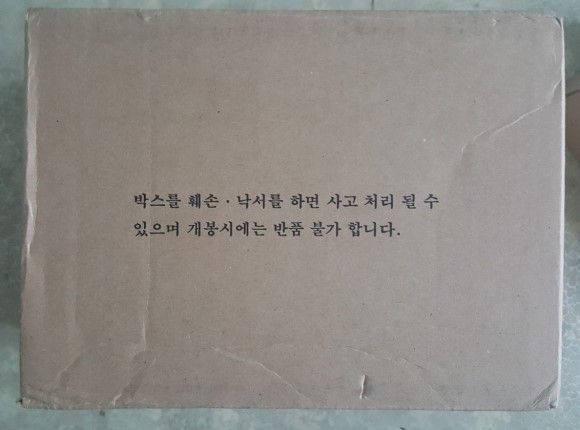 박스를 훼손 · 낙서를 하면 사고 처리 될 수
있으며 개봉시에는 반품 불가 합니다.